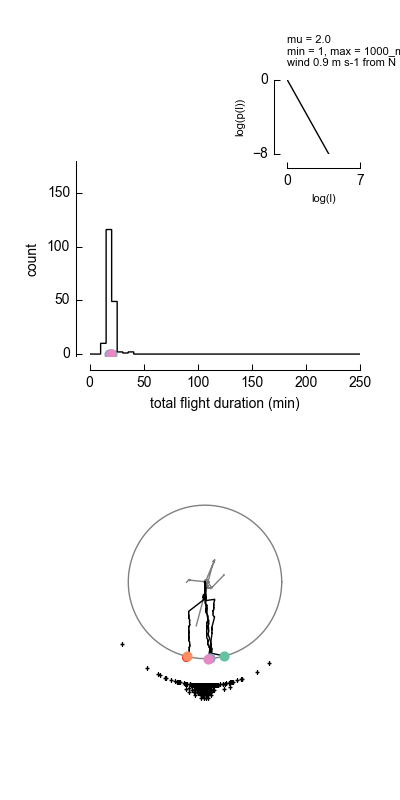 mu = 2.0
min = 1, max = 1000_m
wind 0.9 m s-1 from N
0
log(p(l))
−8
0
7
log(l)
150
count
100
50
0
0
50
100
150
200
250
total flight duration (min)